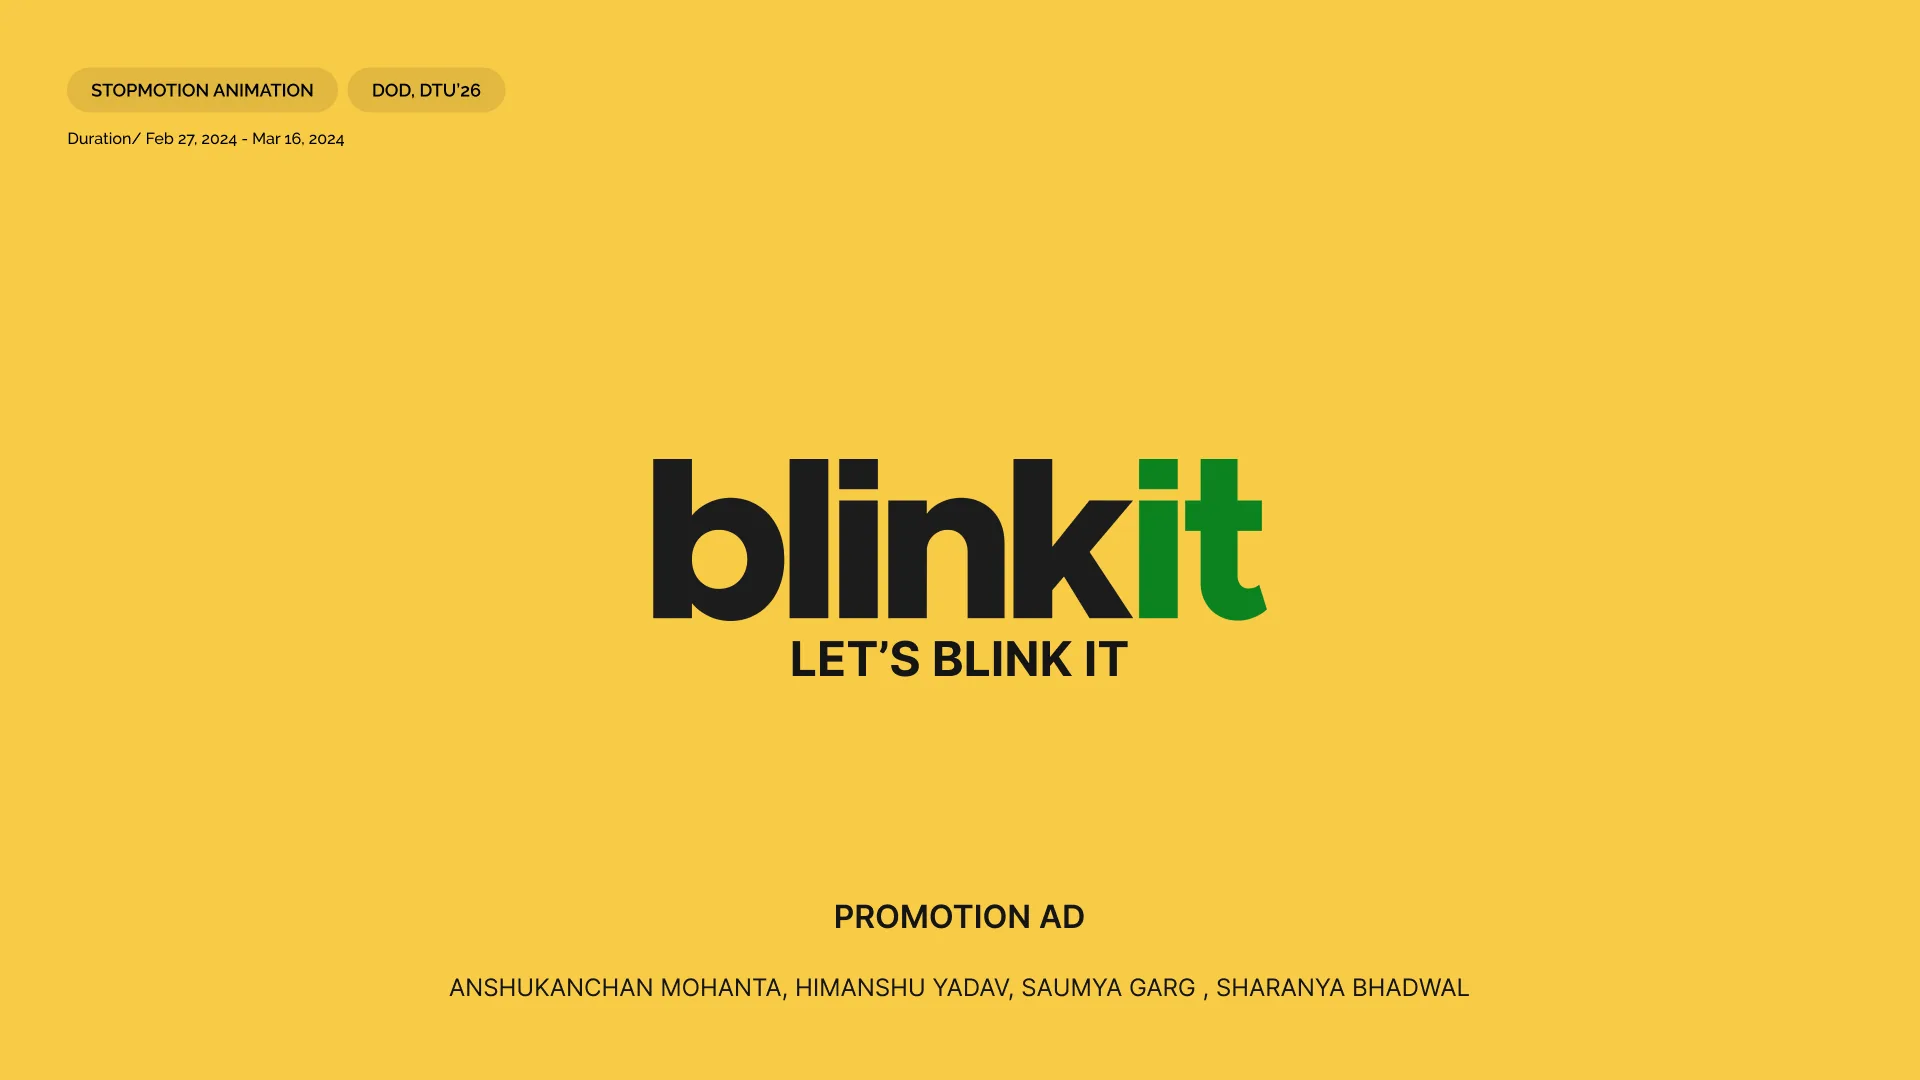 STOPMOTION ANIMATION DOD, DTU’26
Duration/ Feb 27, 2024 - Mar 16, 2024
blinkit
LET’S BLINK IT
PROMOTION AD
ANSHUKANCHAN MOHANTA, HIMANSHU YADAV, SAUMYA GARG , SHARANYA BHADWAL